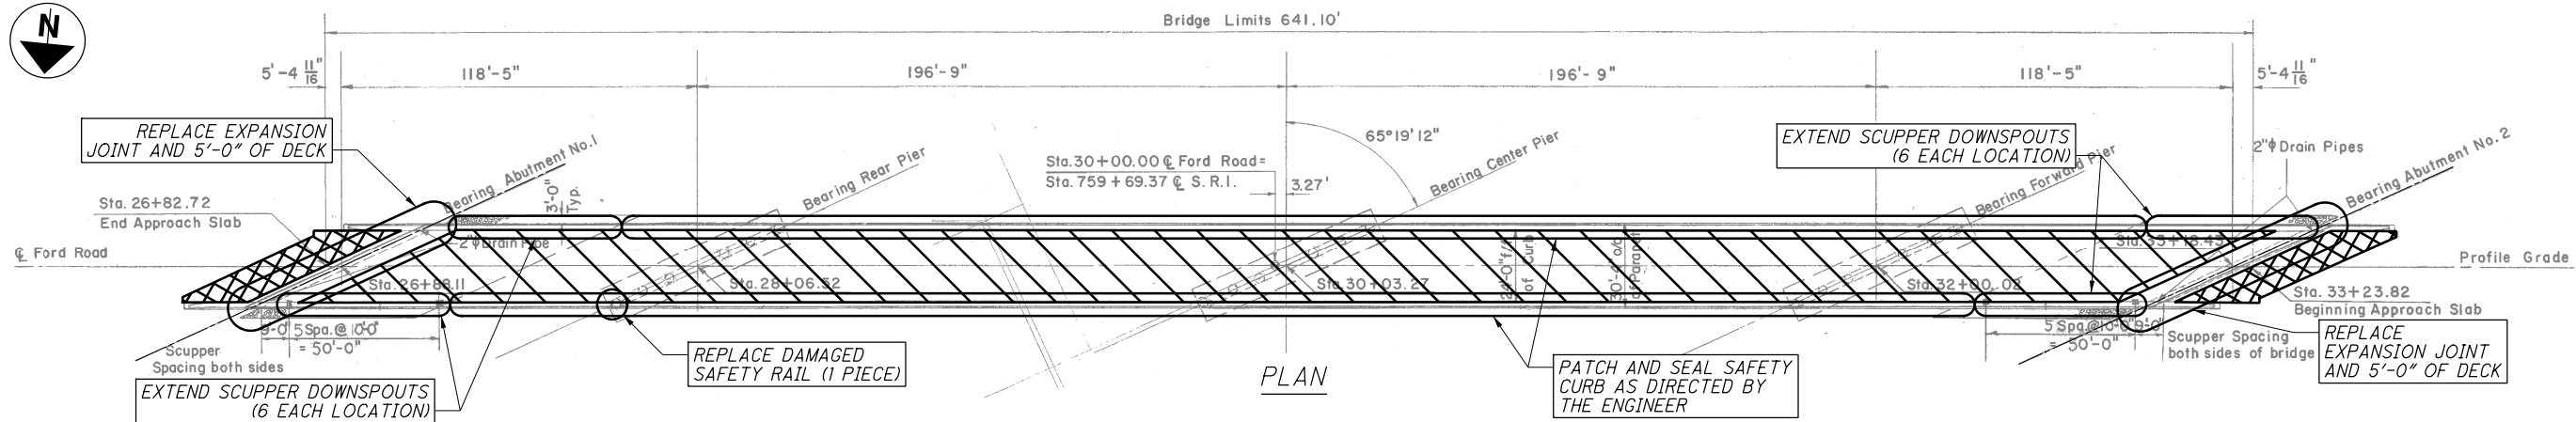 N
Bridge Limits 641.10'
5'-4 11/16"
118'-5"
196'-9"
196'-9"
118'-5"
5'-4 11/16"
REPLACE EXPANSION
JOINT AND 5'-0" OF DECK
Bearing Abutment No.1
3'-0"
Typ.
Bearing Rear Pier
Sta.30+00.00 ℄ Ford Road=
Sta.759+69.37 ℄ S.R.1.
3.27'
65°19'12"
Bearing Center Pier
EXTEND SCUPPER DOWNSPOUTS
(6 EACH LOCATION)
Bearing Forward Pier
2"ϕ Drain Pipes
Bearing Abutment No.2
Sta. 26+82.72
End Approach Slab
℄ Ford Road
2"ϕ Drain Pipe
Sta.26+88.11
Sta.28+06.52
Sta.30+03.27
24'-0" f/f
of Curb
30'-4" o/o
of Parapet
Sta.32+00.02
Sta.33+18.43
Profile Grade
Sta. 33+23.82
Beginning Approach Slab
9'-0" 5 Spa.@ 10'-0"
= 50'-0"
Scupper
Spacing both sides
EXTEND SCUPPER DOWNSPOUTS
(6 EACH LOCATION)
REPLACE DAMAGED
SAFETY RAIL (1 PIECE)
PLAN
PATCH AND SEAL SAFETY
CURB AS DIRECTED BY
THE ENGINEER
5 Spa.@10'-0" 9'-0"
= 50'-0"
Scupper Spacing
both sides of bridge
REPLACE
EXPANSION JOINT
AND 5'-0" OF DECK